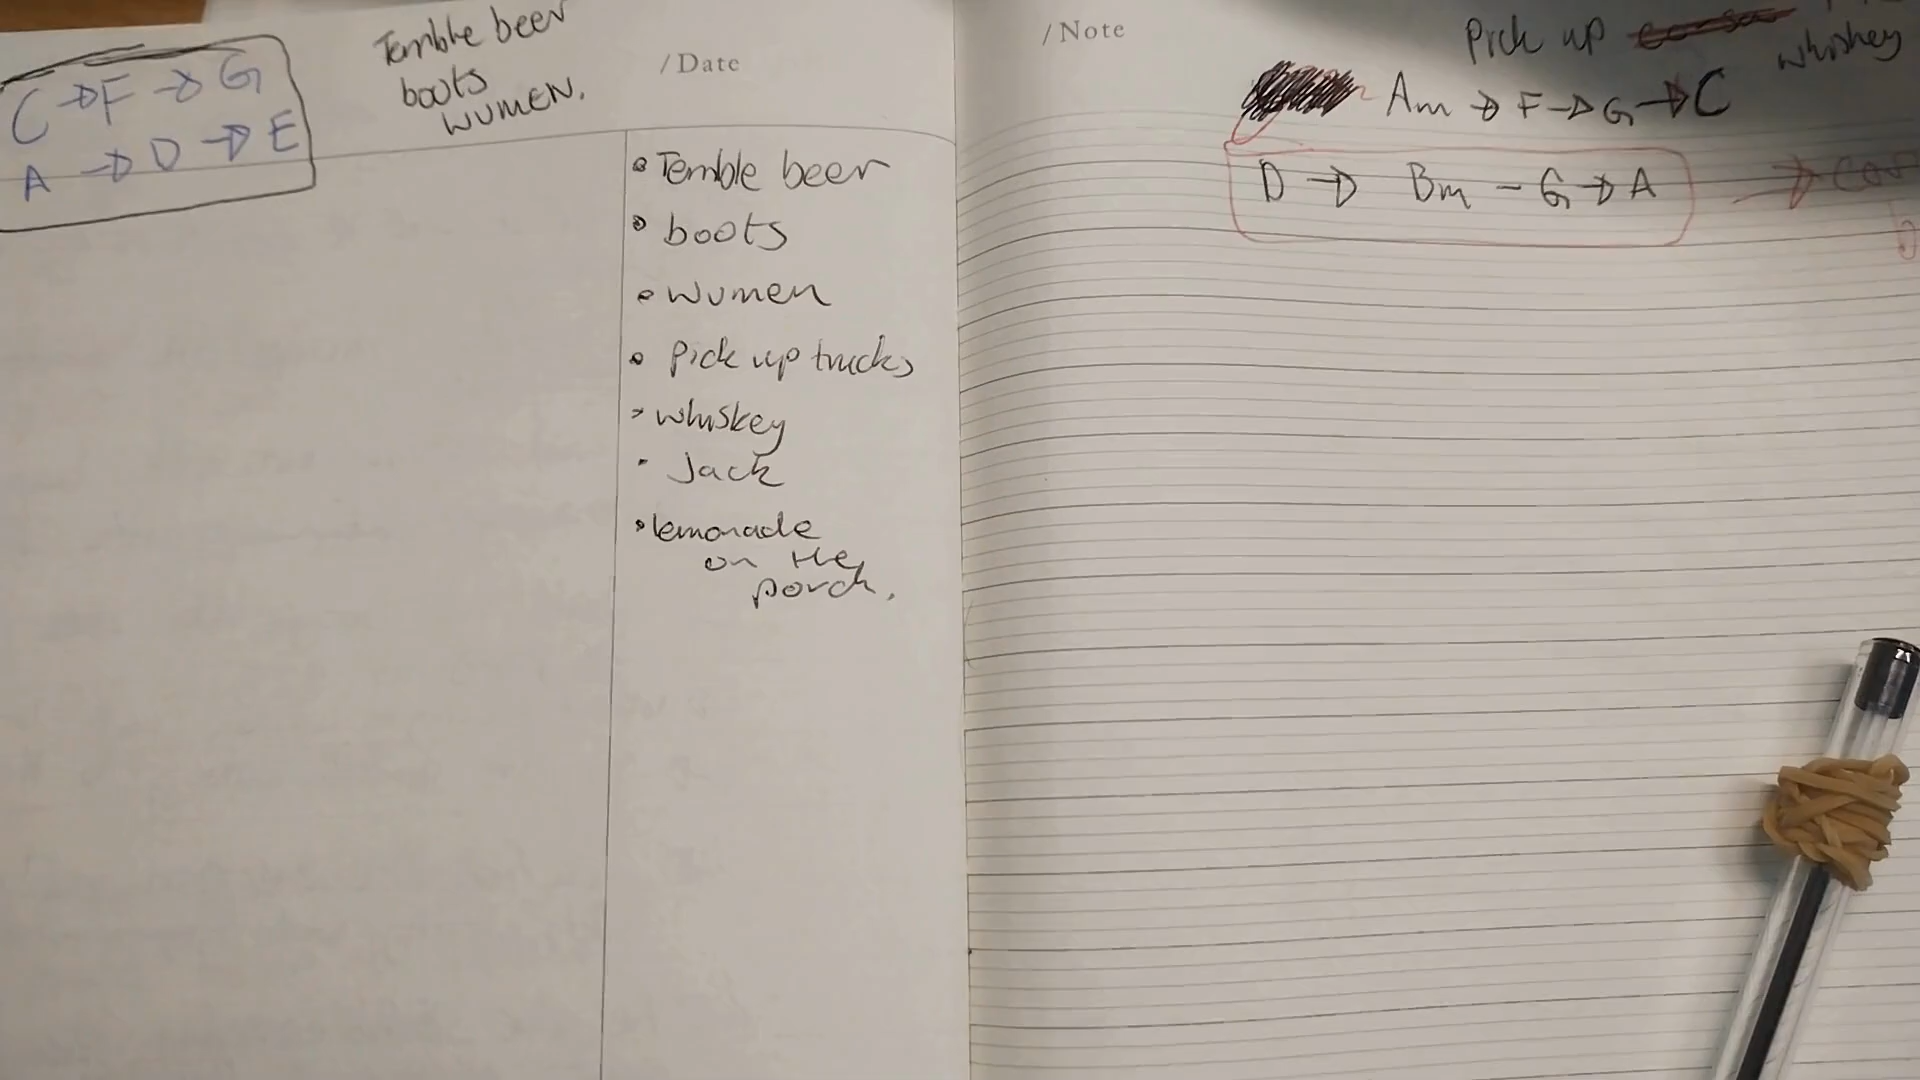 C → F → G
A → D → E
Terrible beer
boots
women.
/Date
• Terrible beer
• boots
• women
• Pick up trucks
• whiskey
• Jack
• lemonade
on the
porch.
/Note
Pick up
whiskey
Am → F → G → C
D → Bm - G → A →